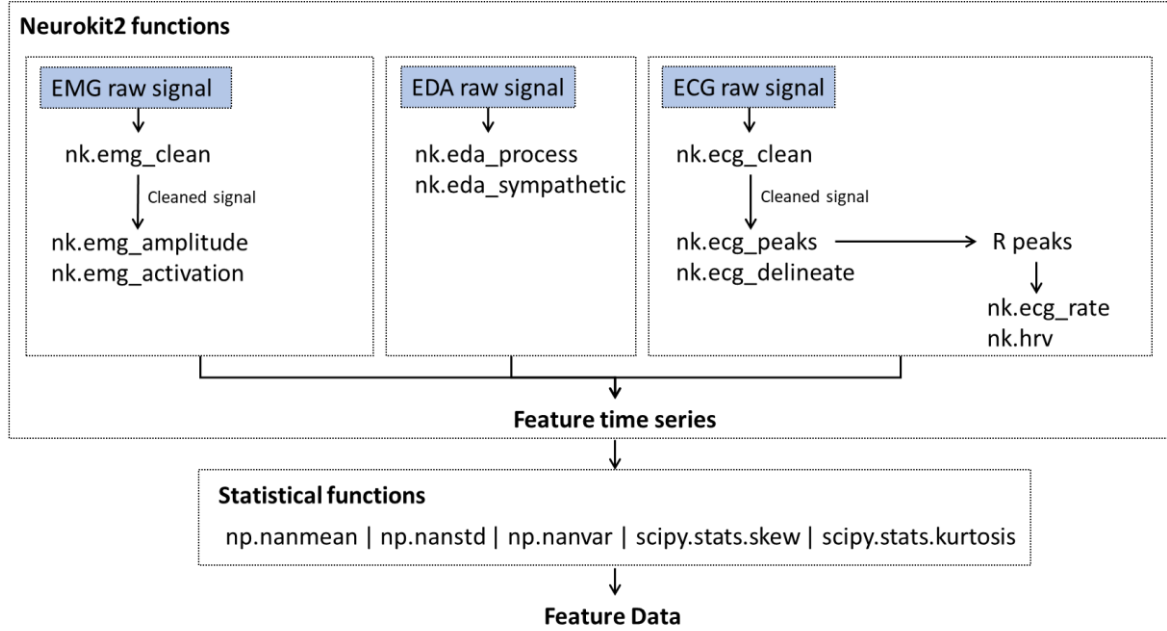 Neurokit2 functions
EMG raw signal
nk.emg_clean
Cleaned signal
nk.emg_amplitude
nk.emg_activation
EDA raw signal
nk.eda_process
nk.eda_sympathetic
ECG raw signal
nk.ecg_clean
Cleaned signal
nk.ecg_peaks
nk.ecg_delineate
R peaks
nk.ecg_rate
nk.hrv
Feature time series
Statistical functions
np.nanmean | np.nanstd | np.nanvar | scipy.stats.skew | scipy.stats.kurtosis
Feature Data